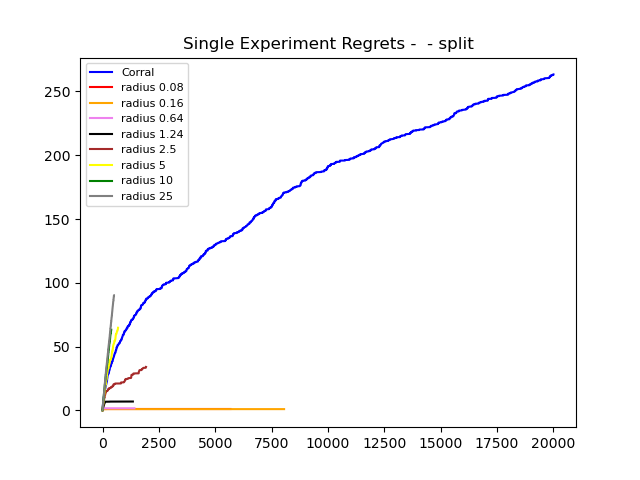 Single Experiment Regrets -  - split
Corral
radius 0.08
radius 0.16
radius 0.64
radius 1.24
radius 2.5
radius 5
radius 10
radius 25
250
200
150
100
50
0
0 2500 5000 7500 10000 12500 15000 17500 20000